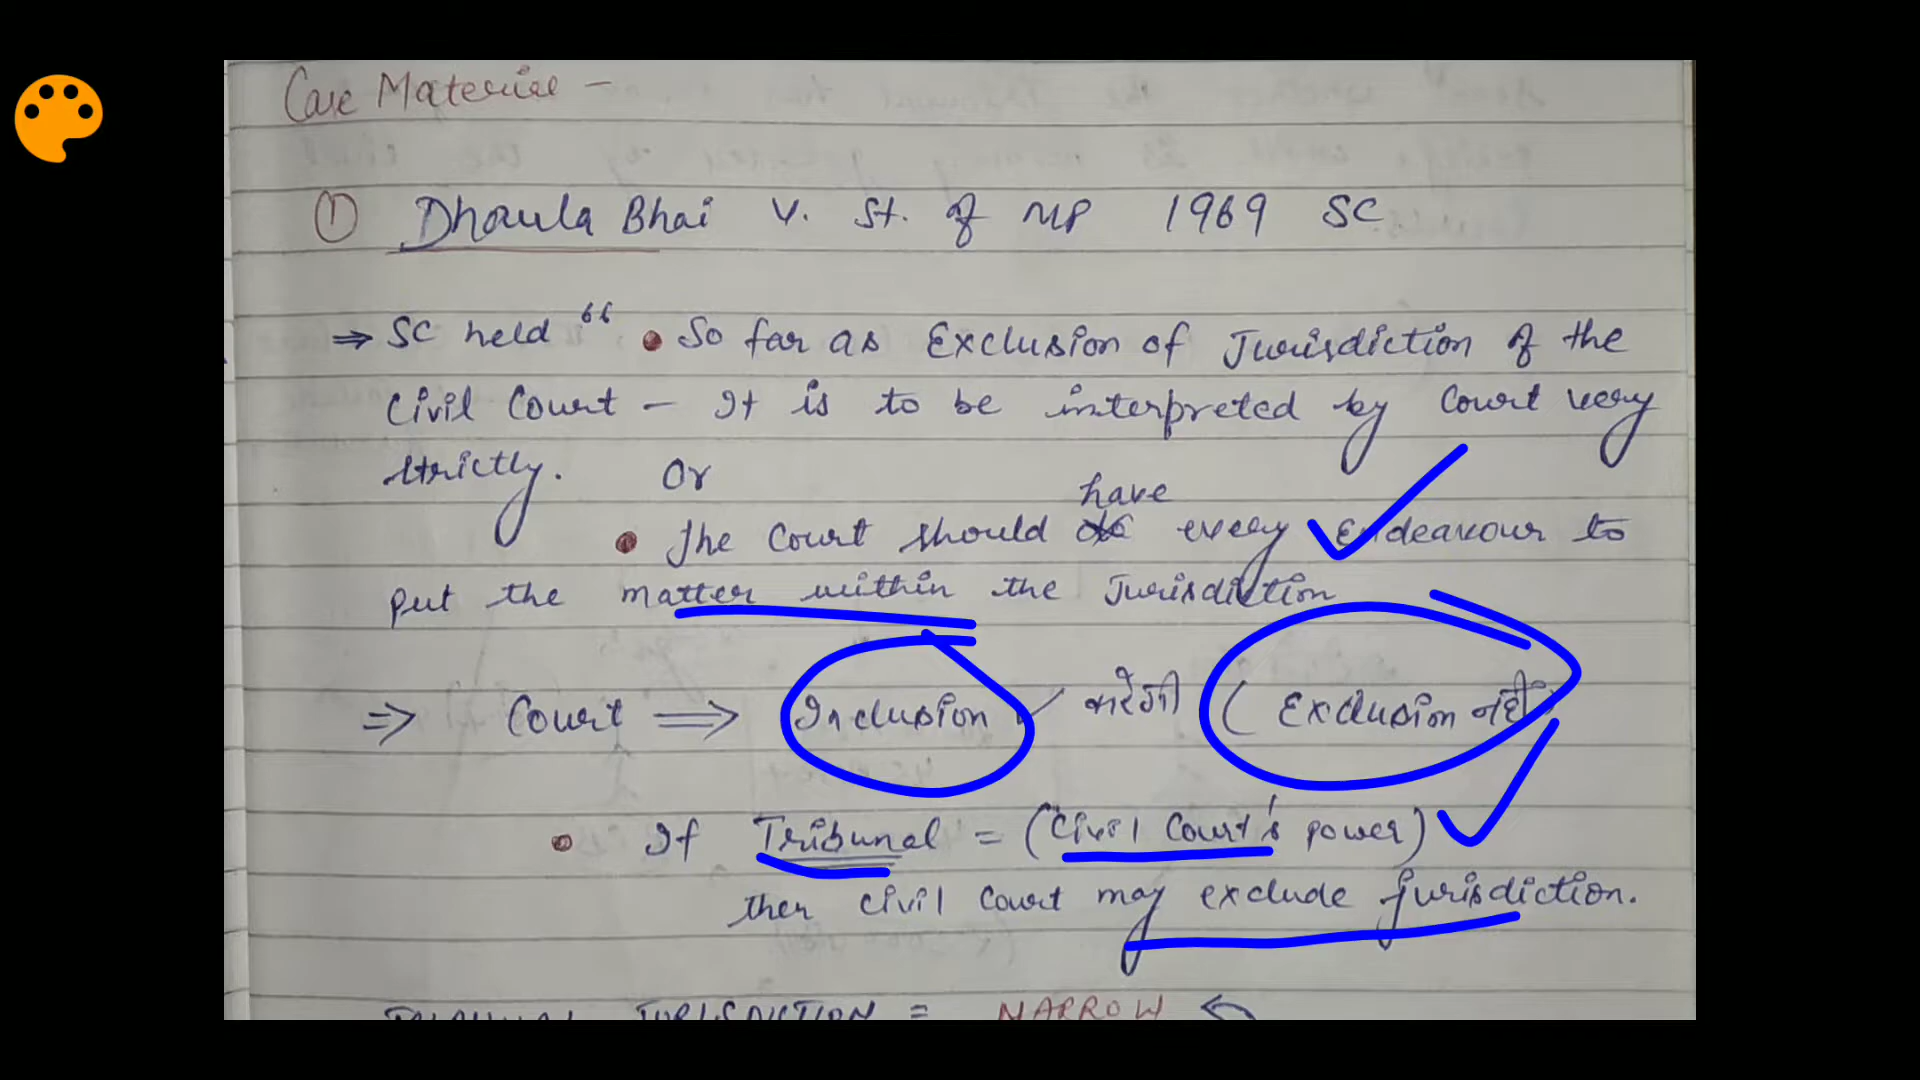 Case Material –
① Dhoula Bhai V. St. of MP 1969 SC
⇒ SC held " • So far as Exclusion of Jurisdiction of the
Civil Court – It is to be interpreted by Court very
strictly. Or
have
• The Court should every Endeavour to
put the matter within the Jurisdiction
⇒ Court ⇒ Inclusion ✓ करेगी ( Exclusion नहीं )
• If Tribunal = (Civil Court's power)
then civil court may exclude jurisdiction.
TRIBUNAL JURISDICTION = NARROW ←